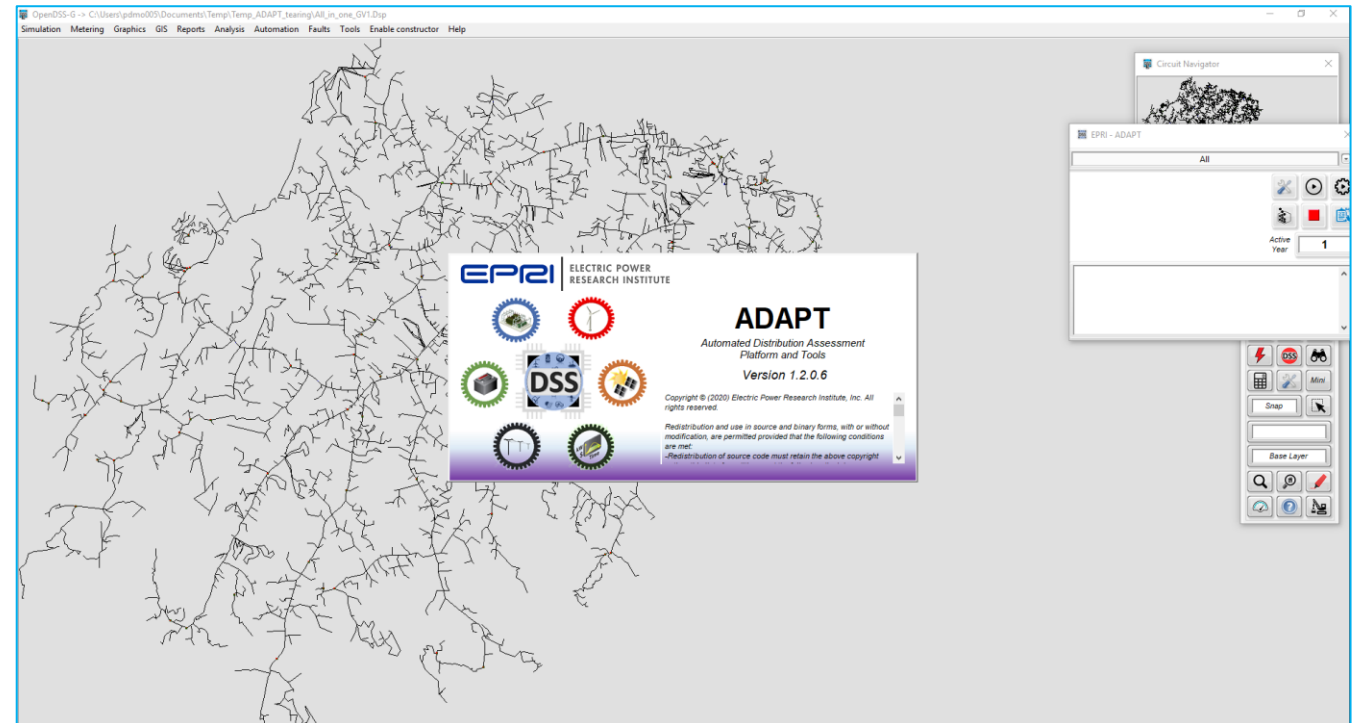 OpenDSS-G -> C:\Users\pdmo005\Documents\Temp\Temp_ADAPT_tearing\All_in_one_GV1.Dsp
Simulation Metering Graphics GIS Reports Analysis Automation Faults Tools Enable constructor Help
Circuit Navigator
EPRI - ADAPT
All
Active
Year
1
EPRI
ELECTRIC POWER
RESEARCH INSTITUTE
DSS
ADAPT
Automated Distribution Assessment
Platform and Tools
Version 1.2.0.6
Copyright © (2020) Electric Power Research Institute, Inc. All
rights reserved.
Redistribution and use in source and binary forms, with or without
modification, are permitted provided that the following conditions
are met:
-Redistribution of source code must retain the above copyright
DSS
Mini
Snap
Base Layer